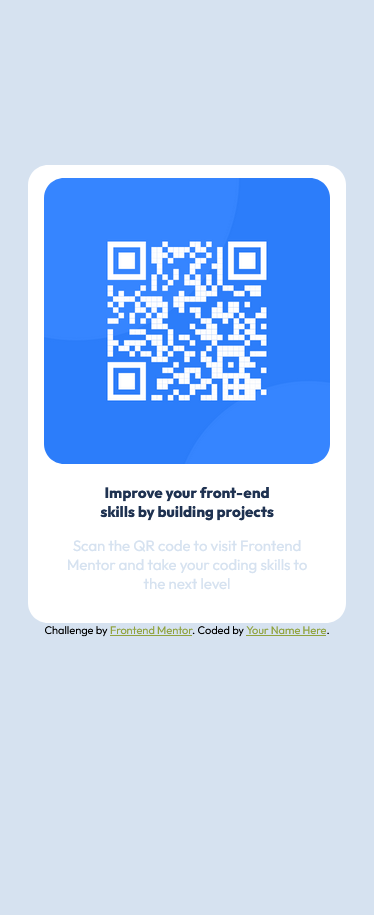 Improve your front-end
skills by building projects
Scan the QR code to visit Frontend
Mentor and take your coding skills to
the next level
Challenge by Frontend Mentor. Coded by Your Name Here.